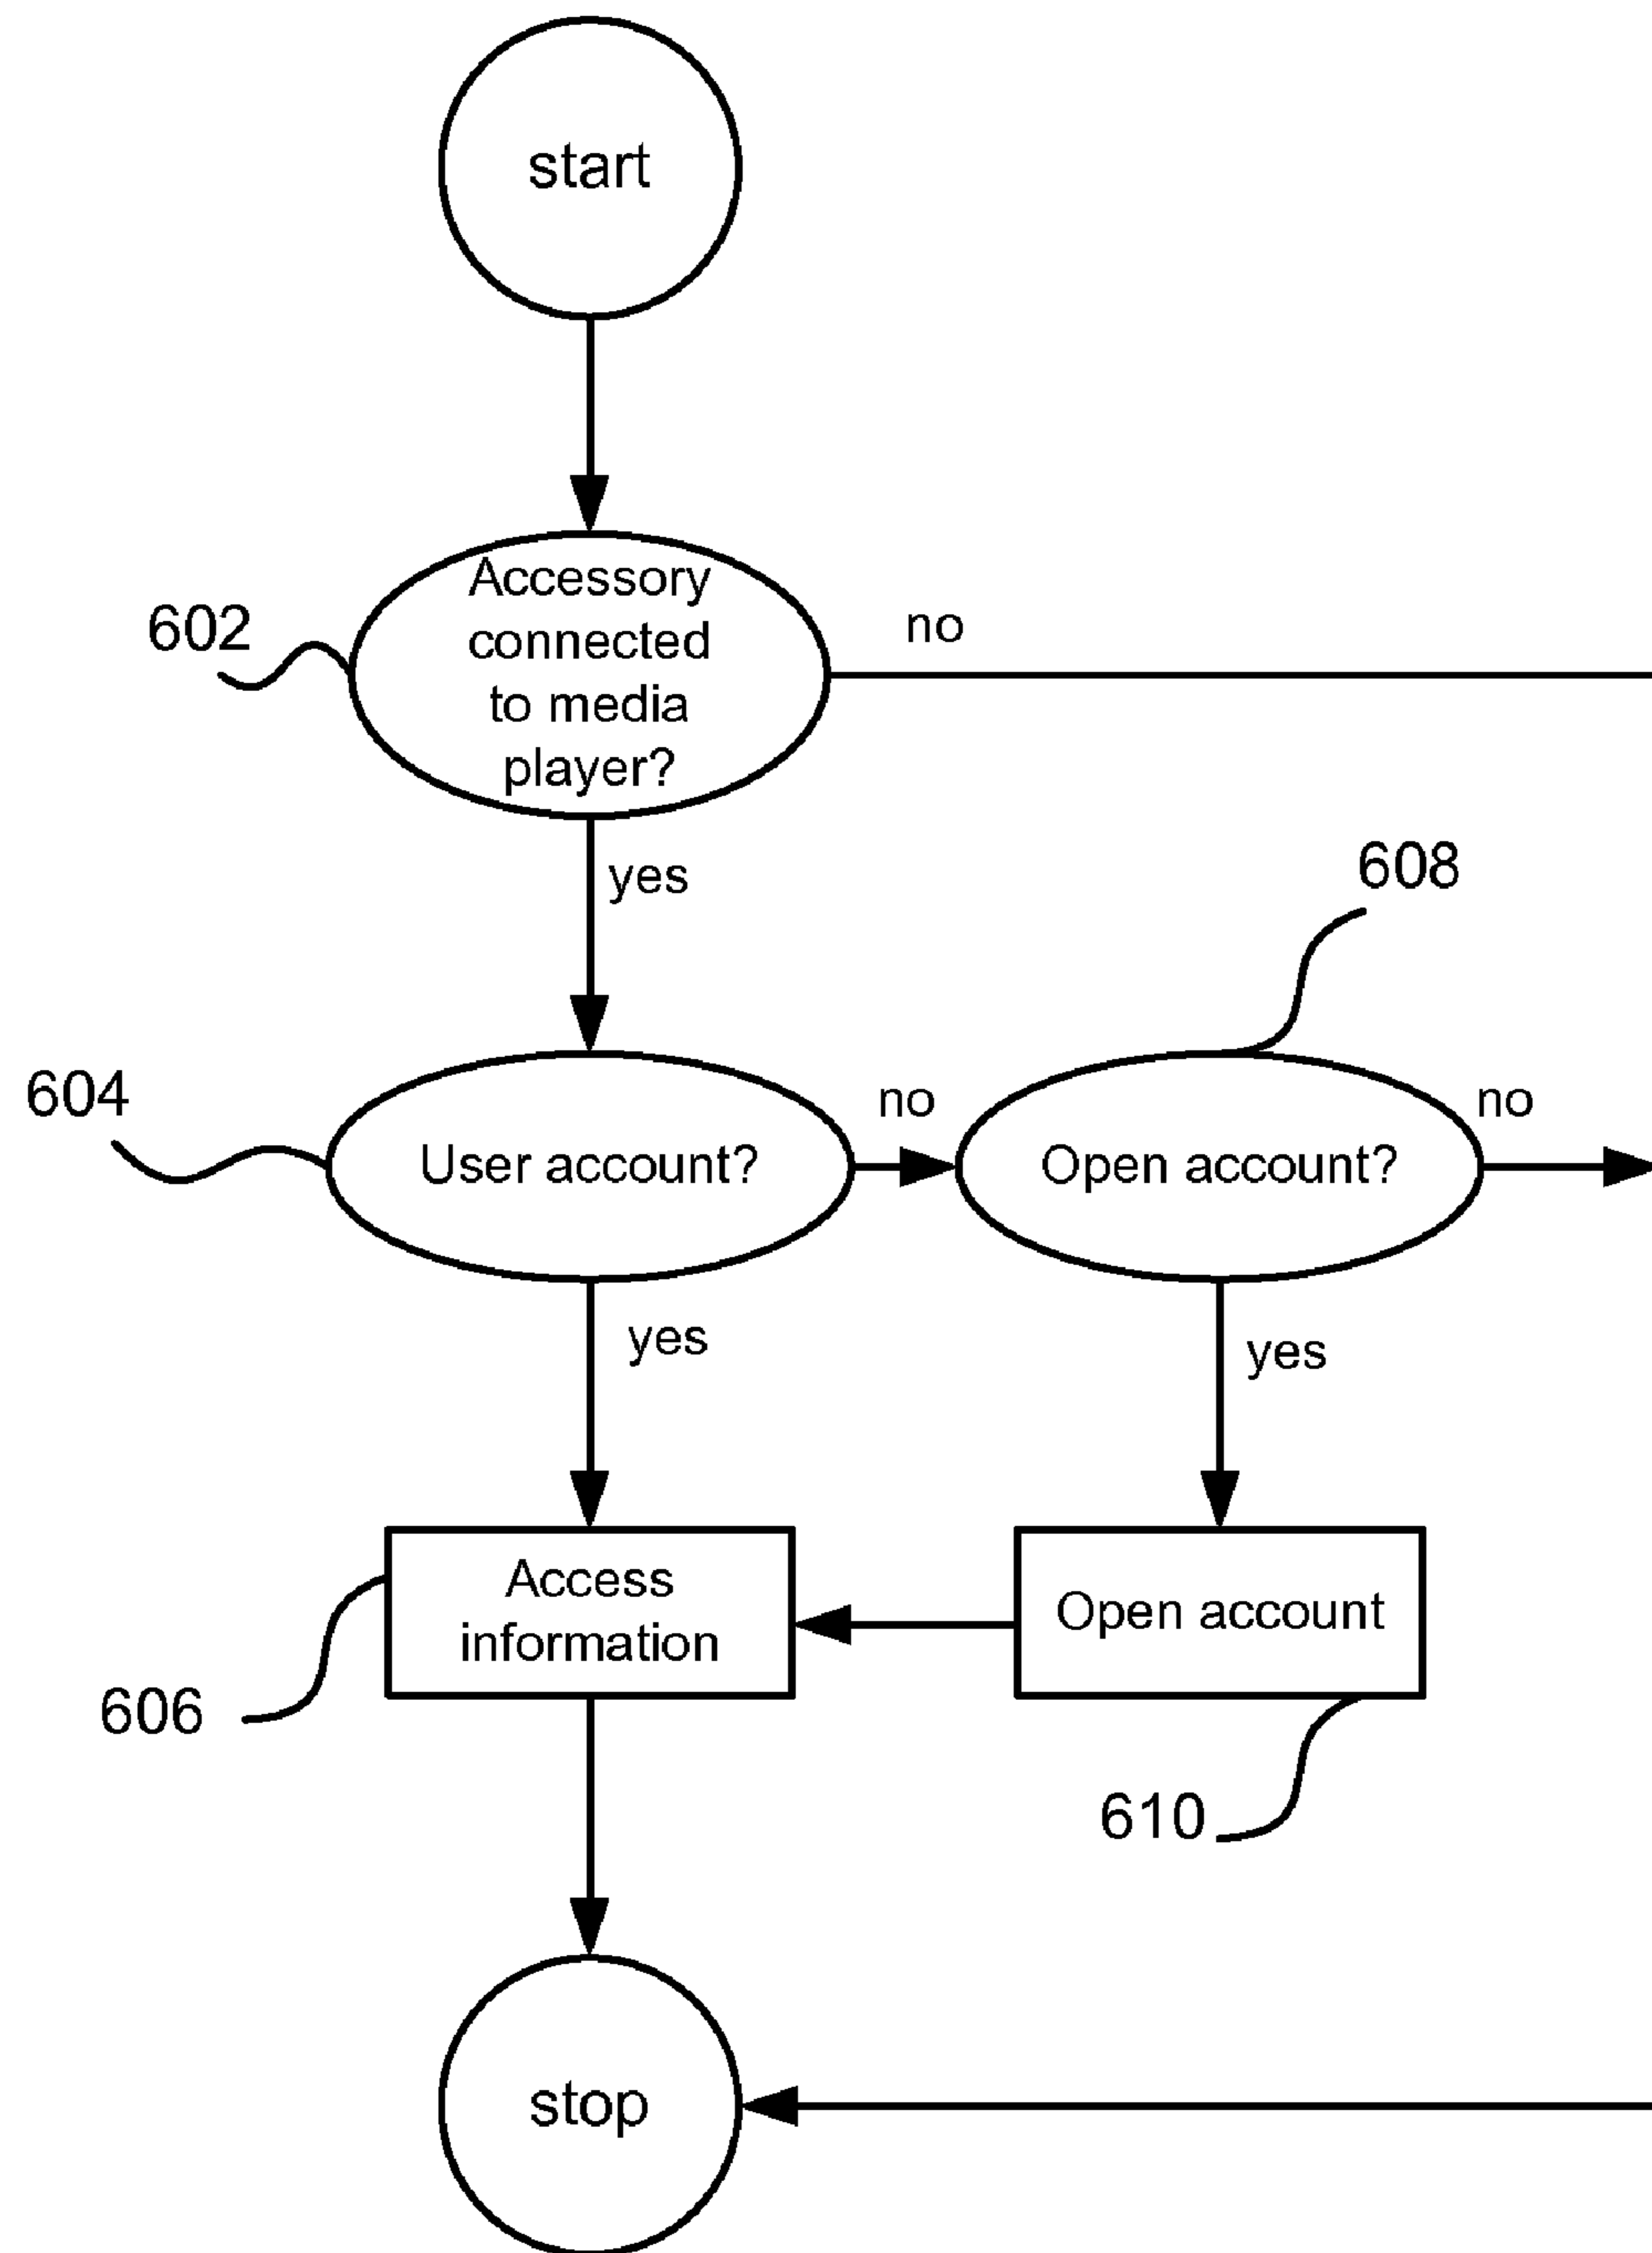 start
Accessory
connected
to media
player?
602
no
yes
608
604
User account?
no
Open account?
no
yes
yes
Access
information
Open account
606
610
stop